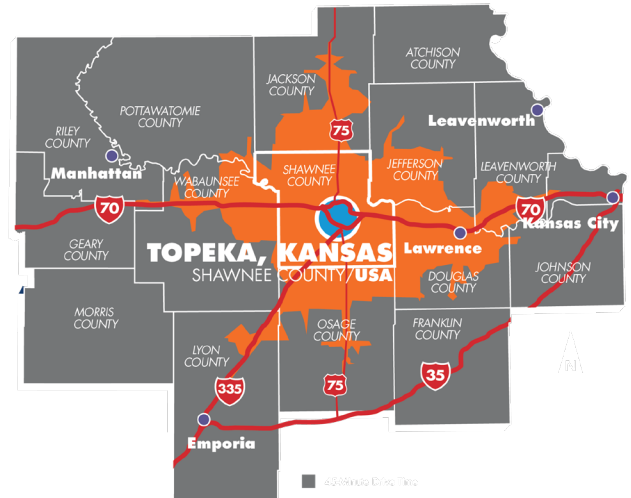 ATCHISON
COUNTY
JACKSON
COUNTY
POTTAWATOMIE
COUNTY
Leavenworth
75
RILEY
COUNTY
Manhattan
SHAWNEE
COUNTY
JEFFERSON
COUNTY
LEAVENWORTH
COUNTY
WABAUNSEE
COUNTY
70
70
Kansas City
GEARY
COUNTY
TOPEKA, KANSAS
SHAWNEE COUNTY/USA
Lawrence
DOUGLAS
COUNTY
JOHNSON
COUNTY
MORRIS
COUNTY
OSAGE
COUNTY
FRANKLIN
COUNTY
LYON
COUNTY
335
75
35
N
Emporia